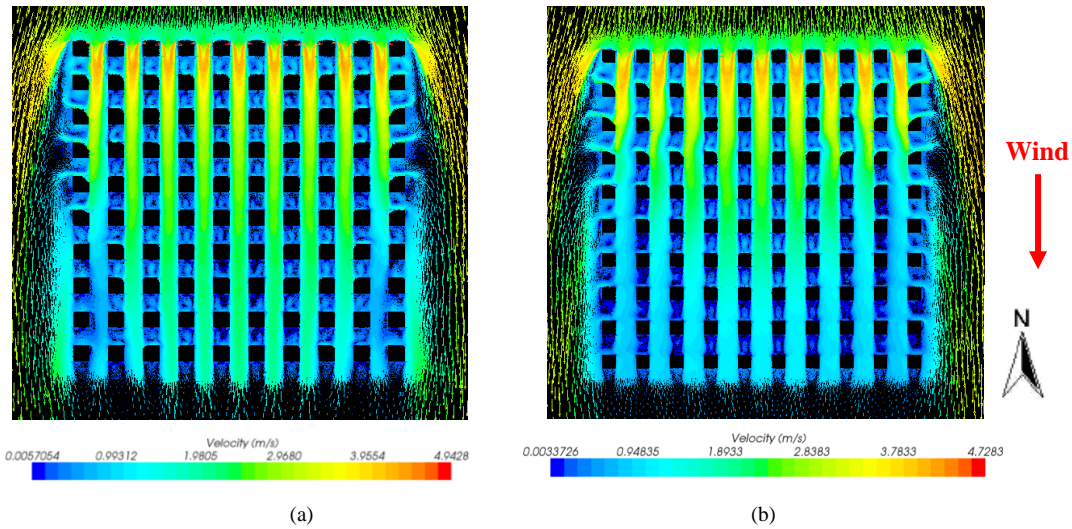 Wind
N
Velocity (m/s)
0.0057054 0.99312 1.9805 2.9680 3.9554 4.9428
Velocity (m/s)
0.0033726 0.94835 1.8933 2.8383 3.7833 4.7283
(a)
(b)